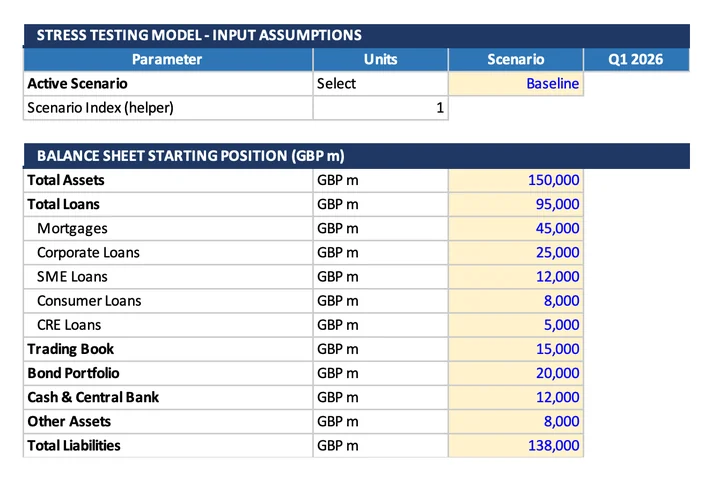 STRESS TESTING MODEL - INPUT ASSUMPTIONS
Parameter Units Scenario Q1 2026
Active Scenario Select Baseline
Scenario Index (helper) 1
BALANCE SHEET STARTING POSITION (GBP m)
Total Assets GBP m 150,000
Total Loans GBP m 95,000
Mortgages GBP m 45,000
Corporate Loans GBP m 25,000
SME Loans GBP m 12,000
Consumer Loans GBP m 8,000
CRE Loans GBP m 5,000
Trading Book GBP m 15,000
Bond Portfolio GBP m 20,000
Cash & Central Bank GBP m 12,000
Other Assets GBP m 8,000
Total Liabilities GBP m 138,000